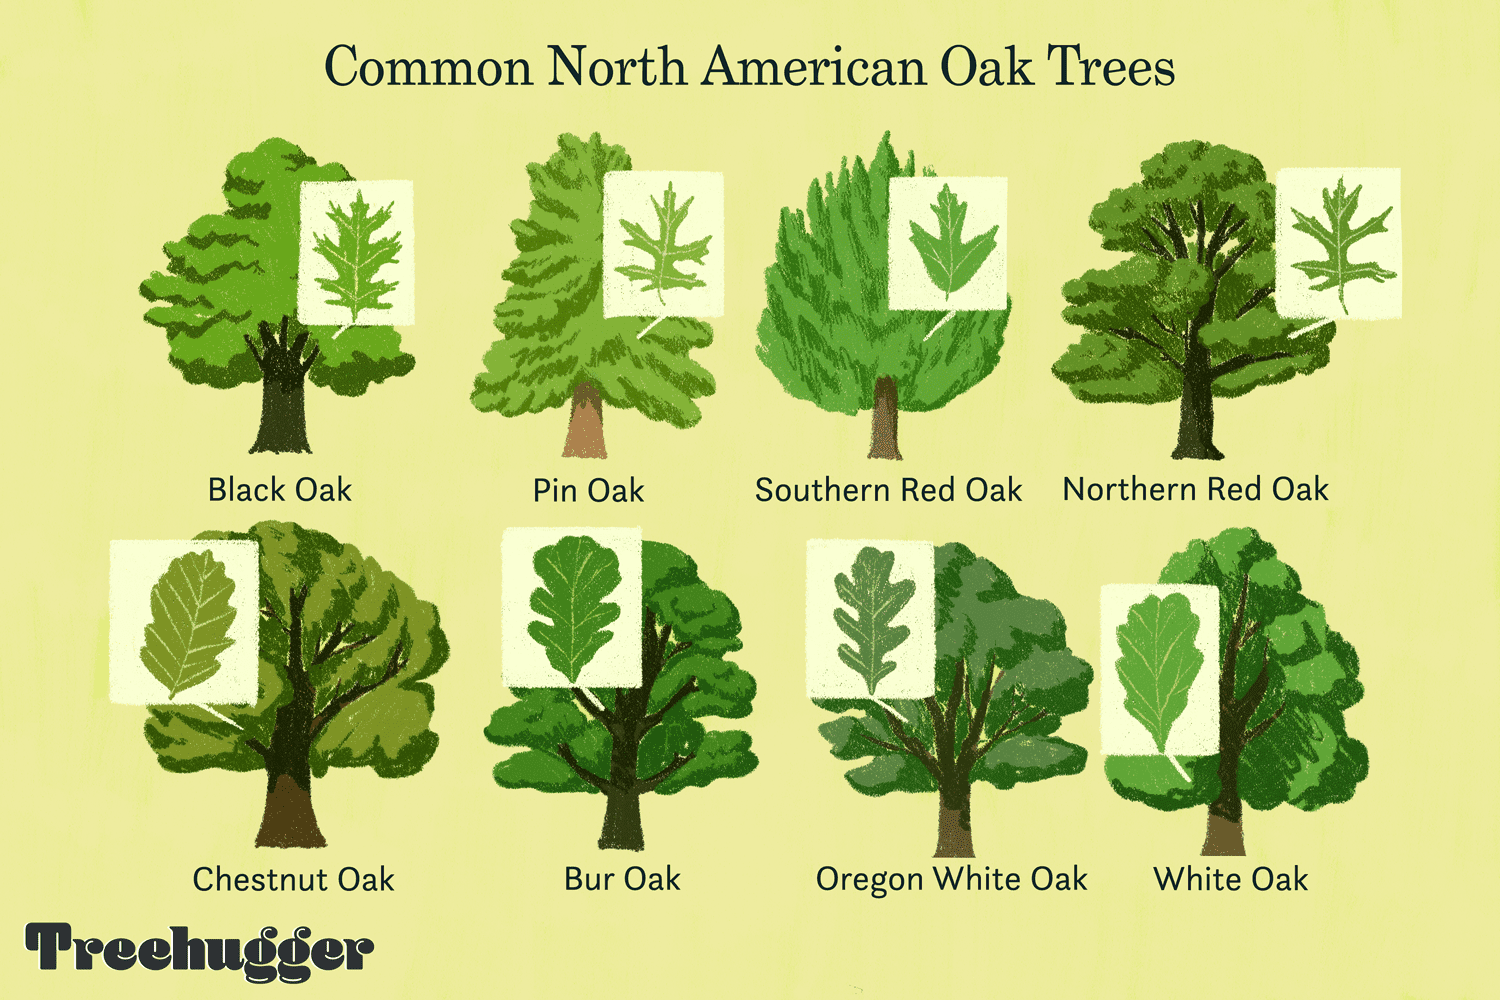 Common North American Oak Trees
Black Oak
Pin Oak
Southern Red Oak
Northern Red Oak
Chestnut Oak
Bur Oak
Oregon White Oak
White Oak
Treehugger